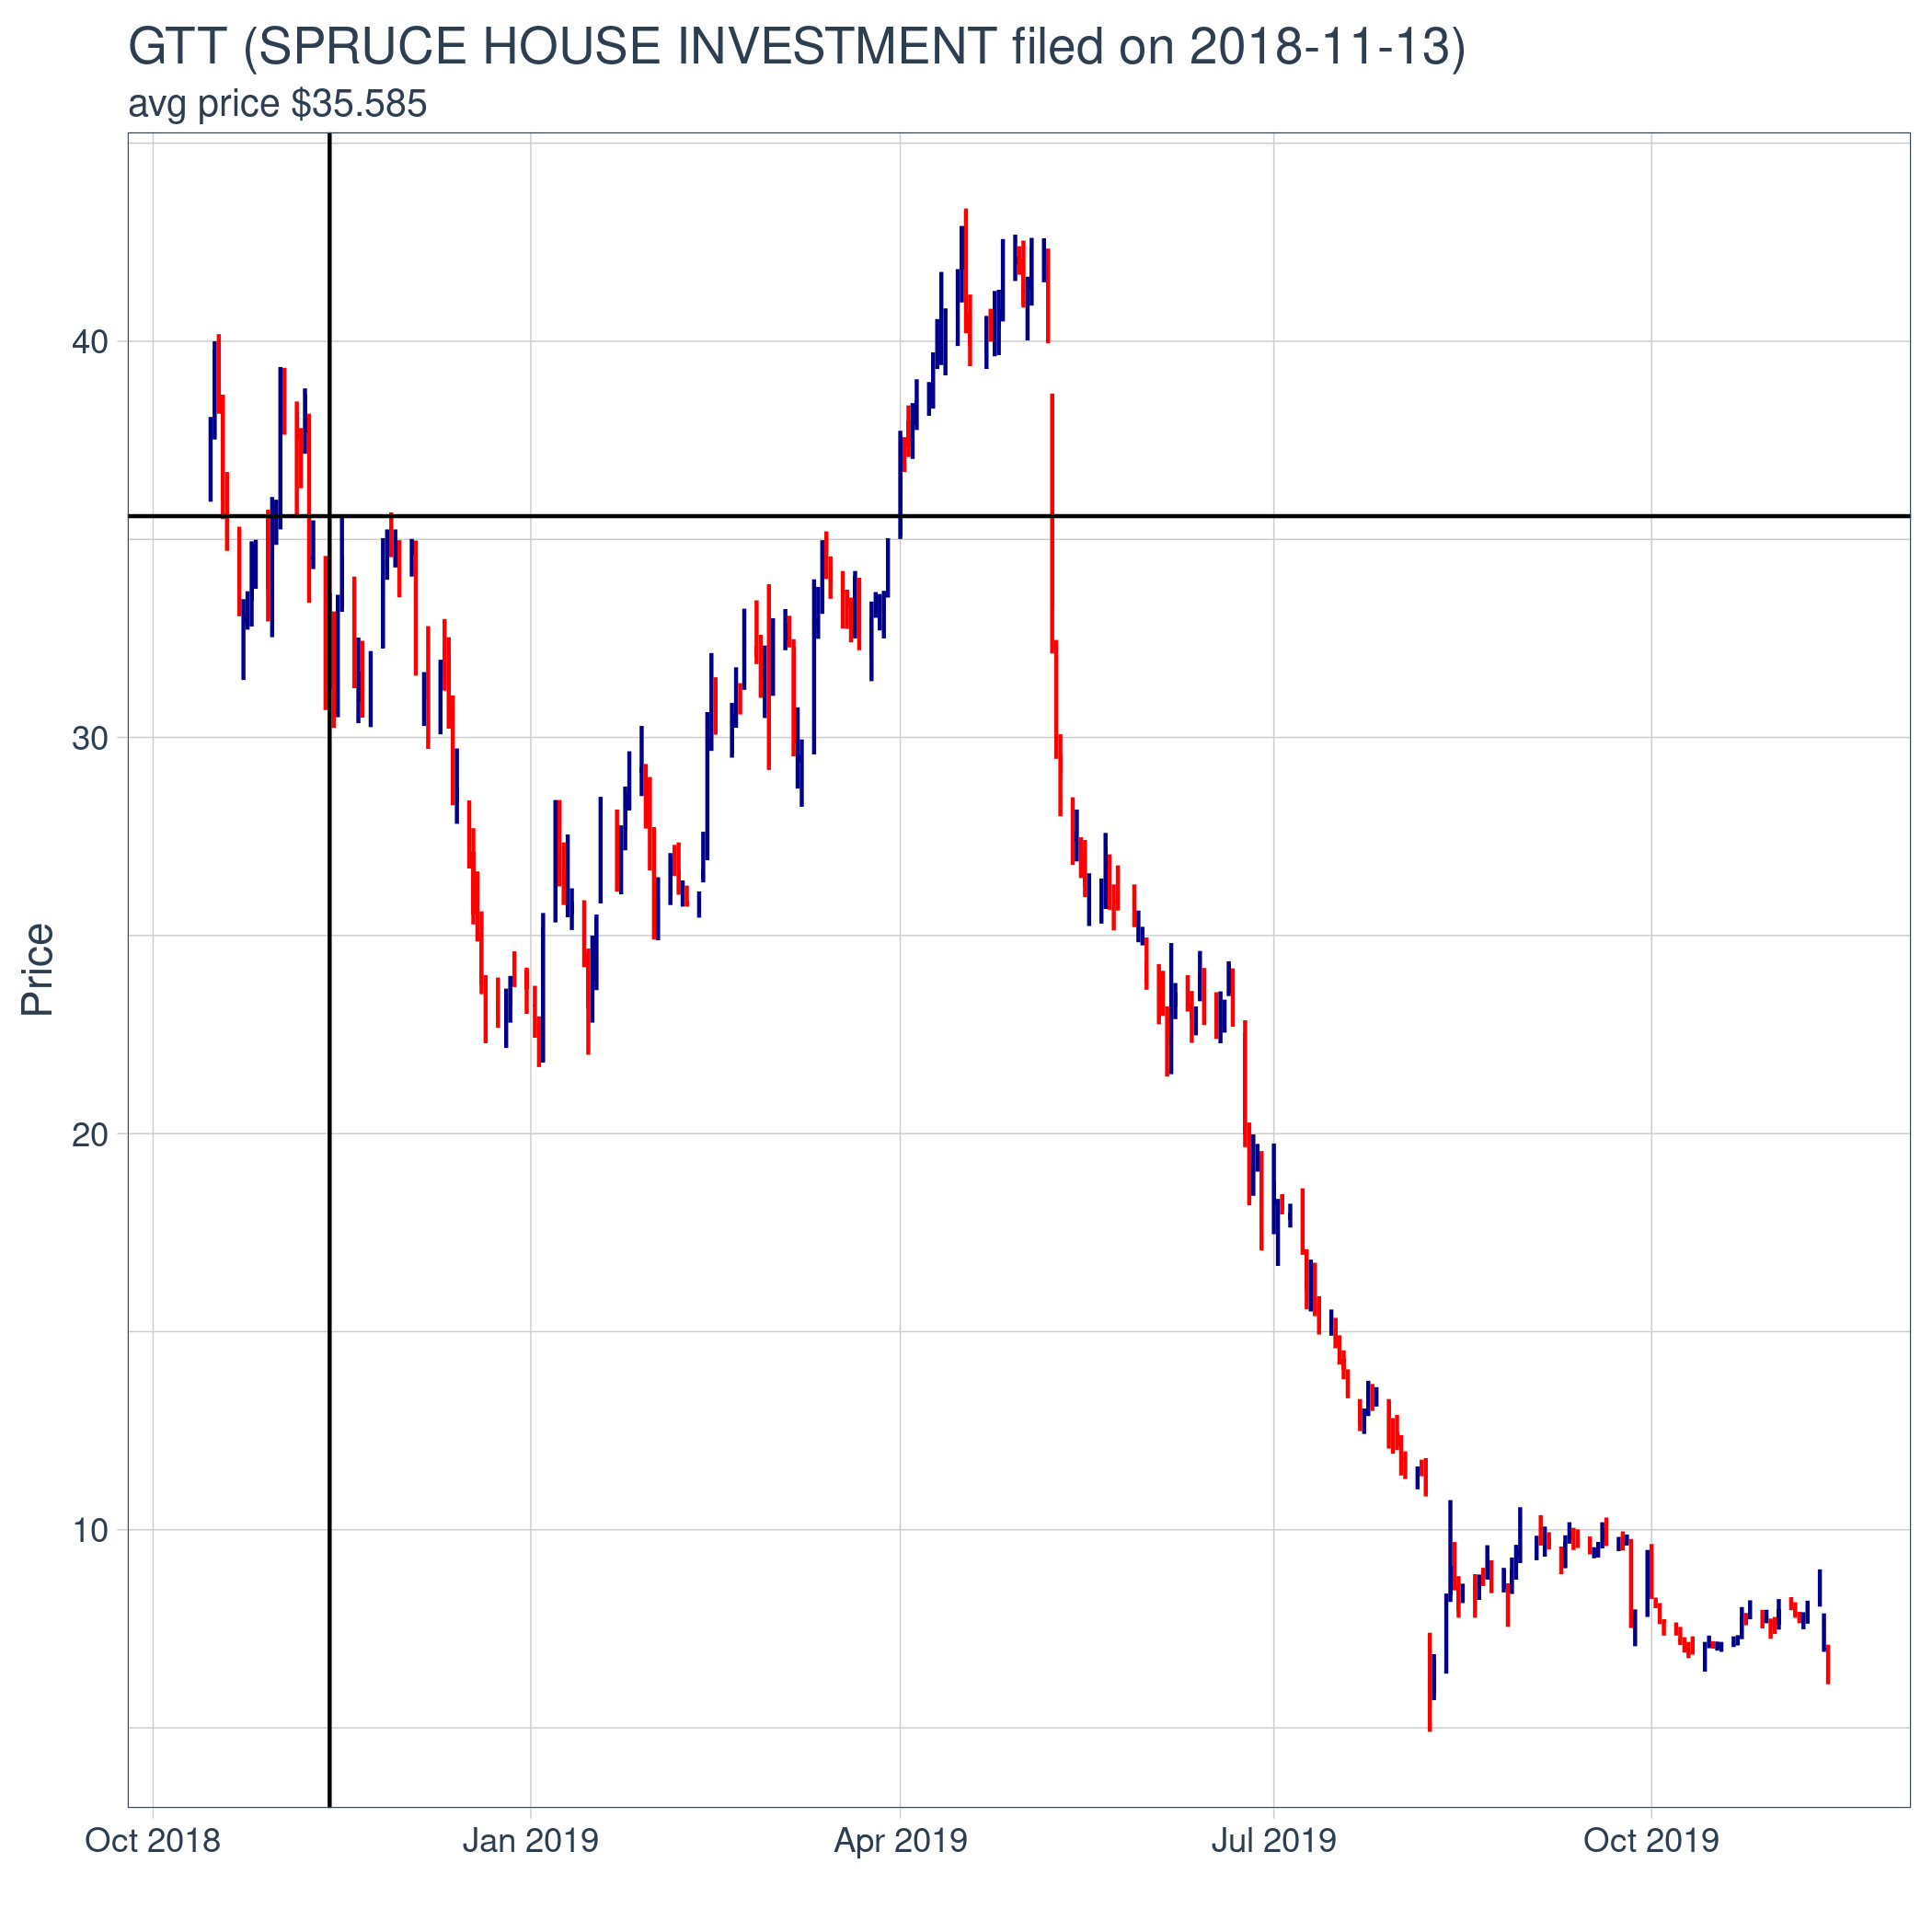 GTT (SPRUCE HOUSE INVESTMENT filed on 2018-11-13)
avg price $35.585
40
30
20
10
Price
Oct 2018 Jan 2019 Apr 2019 Jul 2019 Oct 2019